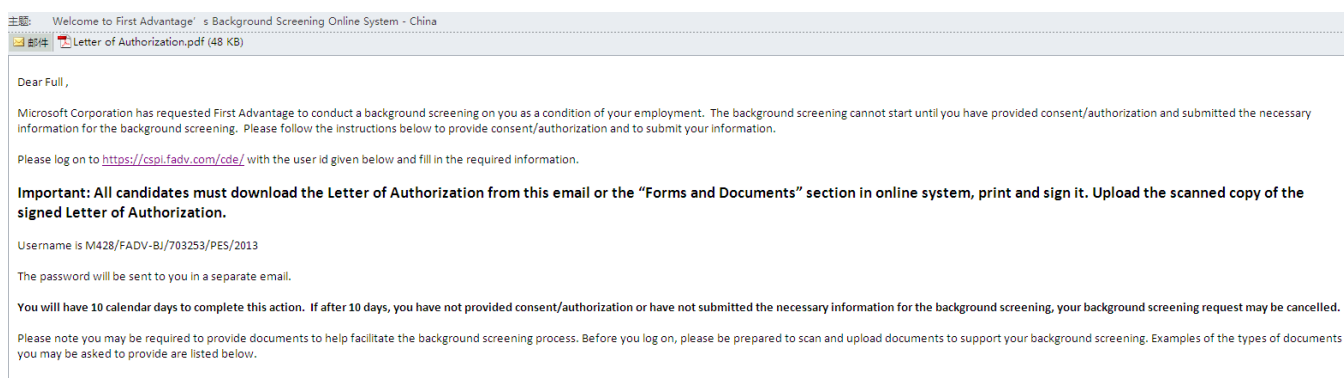 主题: Welcome to First Advantage' s Background Screening Online System - China
邮件 Letter of Authorization.pdf (48 KB)
Dear Full ,
Microsoft Corporation has requested First Advantage to conduct a background screening on you as a condition of your employment. The background screening cannot start until you have provided consent/authorization and submitted the necessary
information for the background screening. Please follow the instructions below to provide consent/authorization and to submit your information.
Please log on to https://cspi.fadv.com/cde/ with the user id given below and fill in the required information.
Important: All candidates must download the Letter of Authorization from this email or the “Forms and Documents” section in online system, print and sign it. Upload the scanned copy of the
signed Letter of Authorization.
Username is M428/FADV-BJ/703253/PES/2013
The password will be sent to you in a separate email.
You will have 10 calendar days to complete this action. If after 10 days, you have not provided consent/authorization or have not submitted the necessary information for the background screening, your background screening request may be cancelled.
Please note you may be required to provide documents to help facilitate the background screening process. Before you log on, please be prepared to scan and upload documents to support your background screening. Examples of the types of documents
you may be asked to provide are listed below.